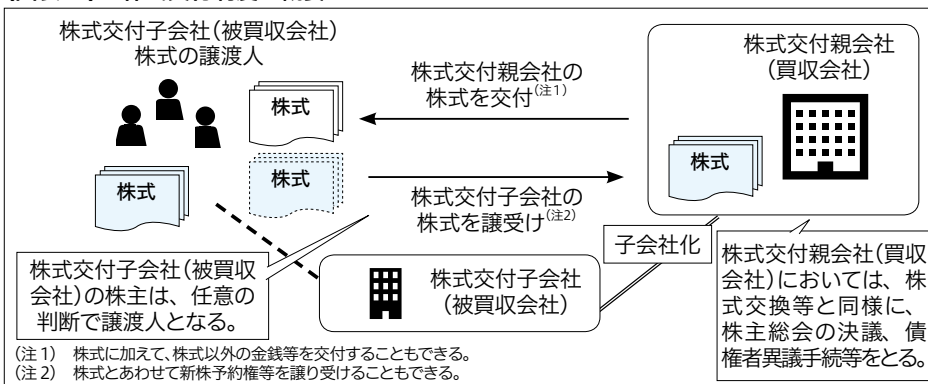 株式交付子会社(被買収会社)
株式の譲渡人
株式交付親会社の
株式を交付(注1)
株式交付親会社
(買収会社)
株式
株式
株式
株式
株式交付子会社の
株式を譲受け(注2)
子会社化
株式交付子会社(被買収
会社)の株主は、任意の
判断で譲渡人となる。
株式交付子会社
(被買収会社)
株式交付親会社(買収
会社)においては、株
式交換等と同様に、
株主総会の決議、債
権者異議手続等をとる。
(注1) 株式に加えて、株式以外の金銭等を交付することもできる。
(注2) 株式とあわせて新株予約権等を譲り受けることもできる。